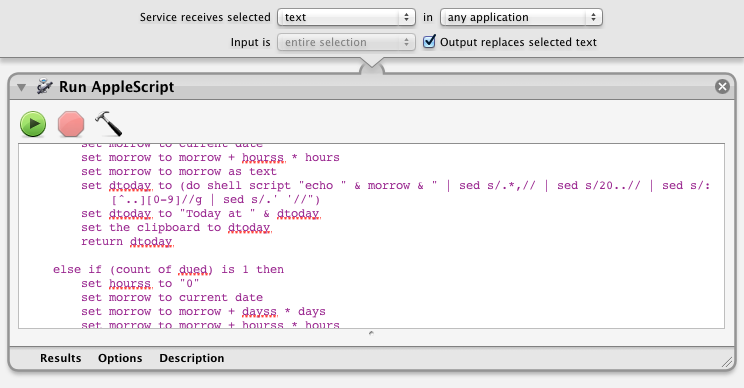 Service receives selected text in any application
Input is entire selection Output replaces selected text
Run AppleScript
set morrow to current date
set morrow to morrow + hourss * hours
set morrow to morrow as text
set dtoday to (do shell script "echo " & morrow & " | sed s/.*,// | sed s/20..// | sed s/:
[^..][0-9]//g | sed s/.' '//")
set dtoday to "Today at " & dtoday
set the clipboard to dtoday
return dtoday
else if (count of dued) is 1 then
set hourss to "0"
set morrow to current date
set morrow to morrow + dayss * days
set morrow to morrow + hourss * hours
Results Options Description